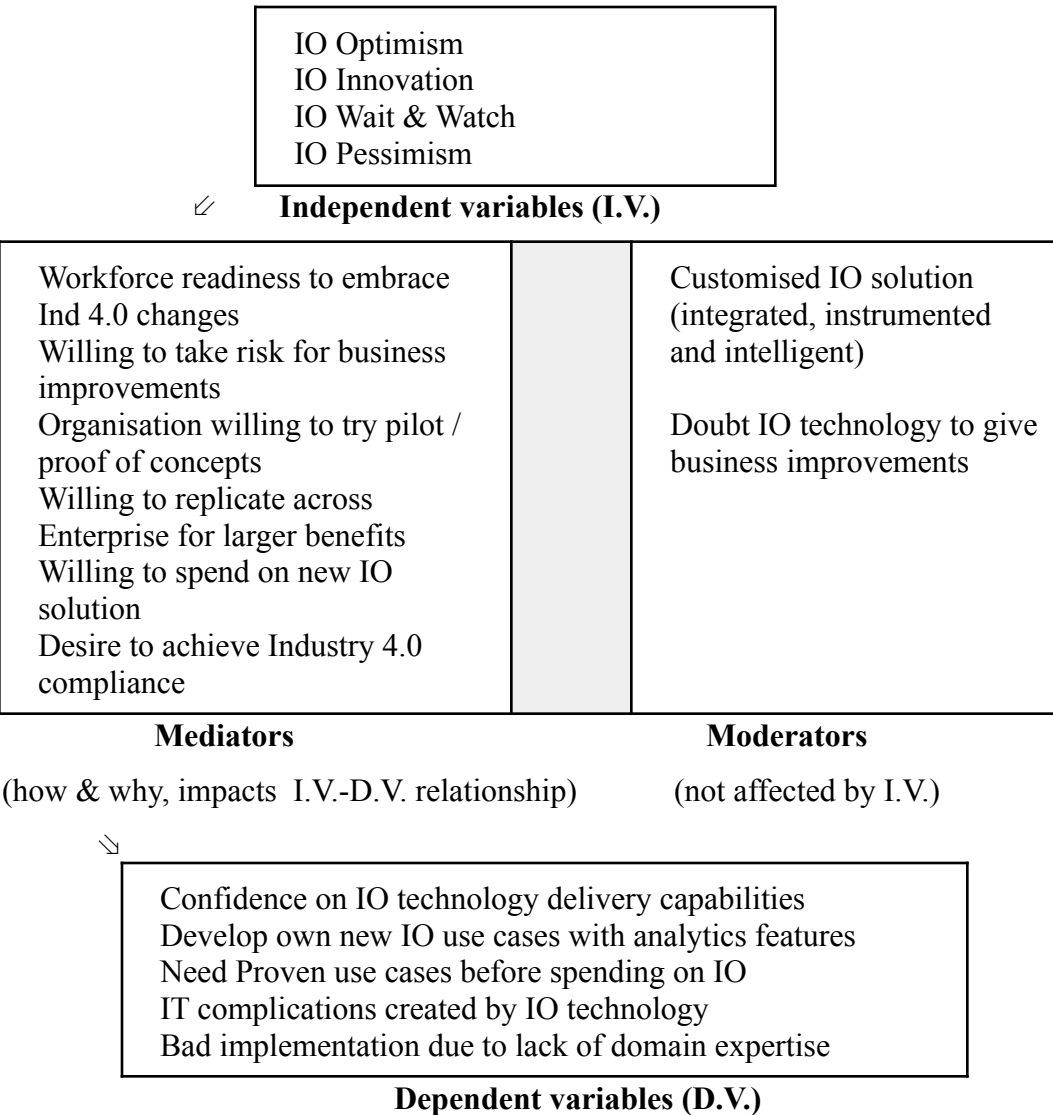 IO Optimism
IO Innovation
IO Wait & Watch
IO Pessimism
Independent variables (I.V.)
Workforce readiness to embrace
Ind 4.0 changes
Willing to take risk for business
improvements
Organisation willing to try pilot /
proof of concepts
Willing to replicate across
Enterprise for larger benefits
Willing to spend on new IO
solution
Desire to achieve Industry 4.0
compliance
Customised IO solution
(integrated, instrumented
and intelligent)
Doubt IO technology to give
business improvements
Mediators
Moderators
(how & why, impacts I.V.-D.V. relationship)
(not affected by I.V.)
Confidence on IO technology delivery capabilities
Develop own new IO use cases with analytics features
Need Proven use cases before spending on IO
IT complications created by IO technology
Bad implementation due to lack of domain expertise
Dependent variables (D.V.)